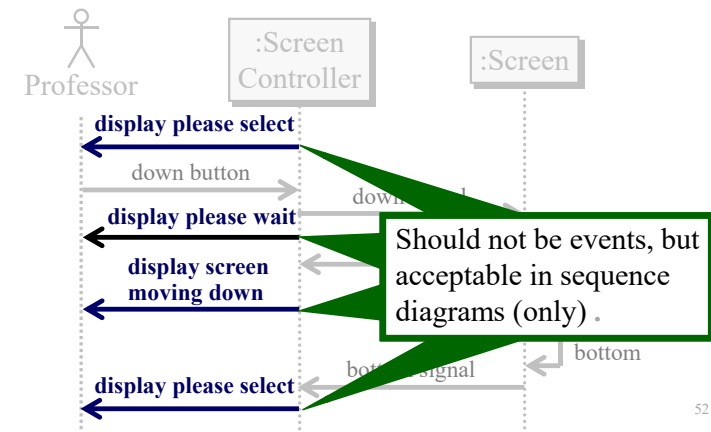 :Screen
Controller
:Screen
Professor
display please select
down button
display please wait
Should not be events, but
acceptable in sequence
diagrams (only) .
display screen
moving down
bottom
signal
display please select
52